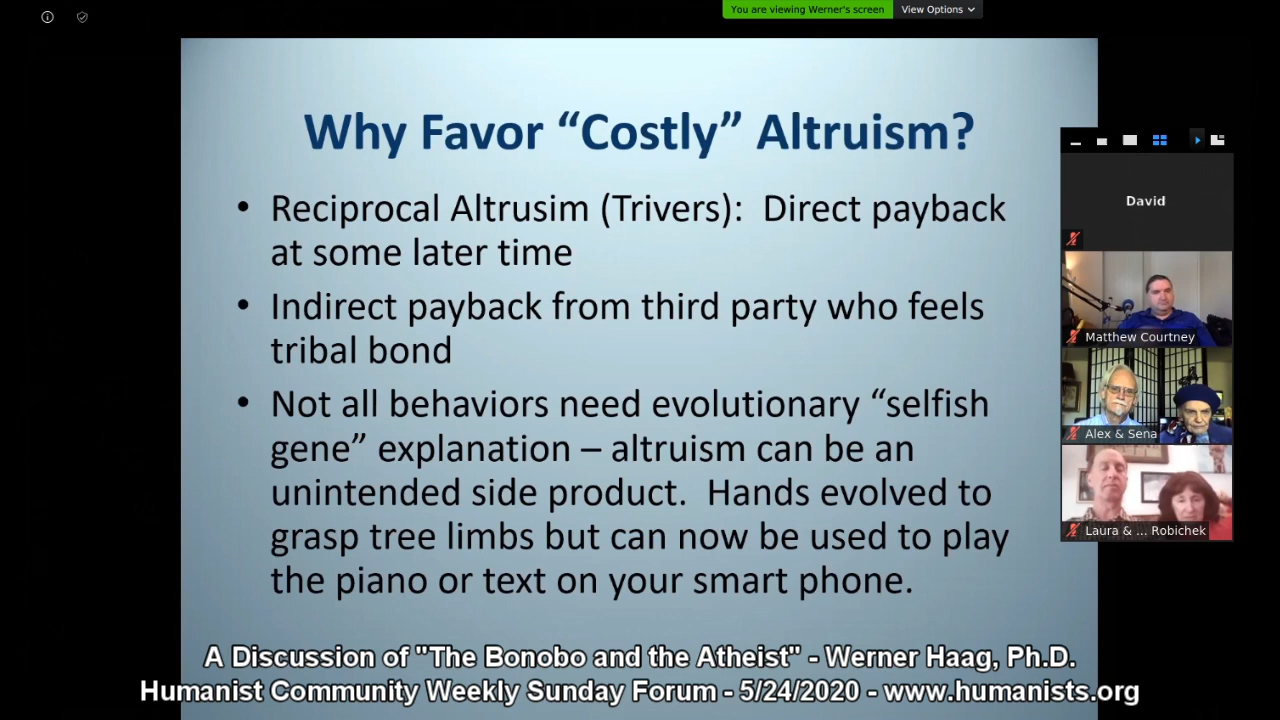 You are viewing Werner's screen View Options
Why Favor “Costly” Altruism?
• Reciprocal Altrusim (Trivers): Direct payback
at some later time
• Indirect payback from third party who feels
tribal bond
• Not all behaviors need evolutionary “selfish
gene” explanation – altruism can be an
unintended side product. Hands evolved to
grasp tree limbs but can now be used to play
the piano or text on your smart phone.
David
Matthew Courtney
Alex & Sena
Laura & ... Robichek
A Discussion of "The Bonobo and the Atheist" - Werner Haag, Ph.D.
Humanist Community Weekly Sunday Forum - 5/24/2020 - www.humanists.org